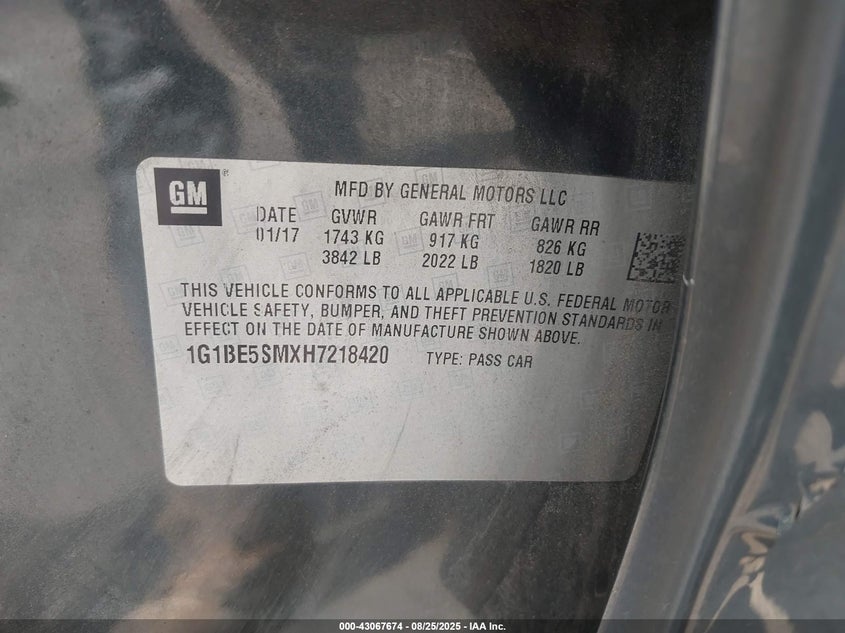 GM
MFD BY GENERAL MOTORS LLC
DATE GVWR GAWR FRT GAWR RR
01/17 1743 KG 917 KG 826 KG
3842 LB 2022 LB 1820 LB
THIS VEHICLE CONFORMS TO ALL APPLICABLE U.S. FEDERAL MOTOR
VEHICLE SAFETY, BUMPER, AND THEFT PREVENTION STANDARDS IN
EFFECT ON THE DATE OF MANUFACTURE SHOWN ABOVE.
1G1BE5SMXH7218420 TYPE: PASS CAR
000-43067674 - 08/25/2025 - IAA Inc.